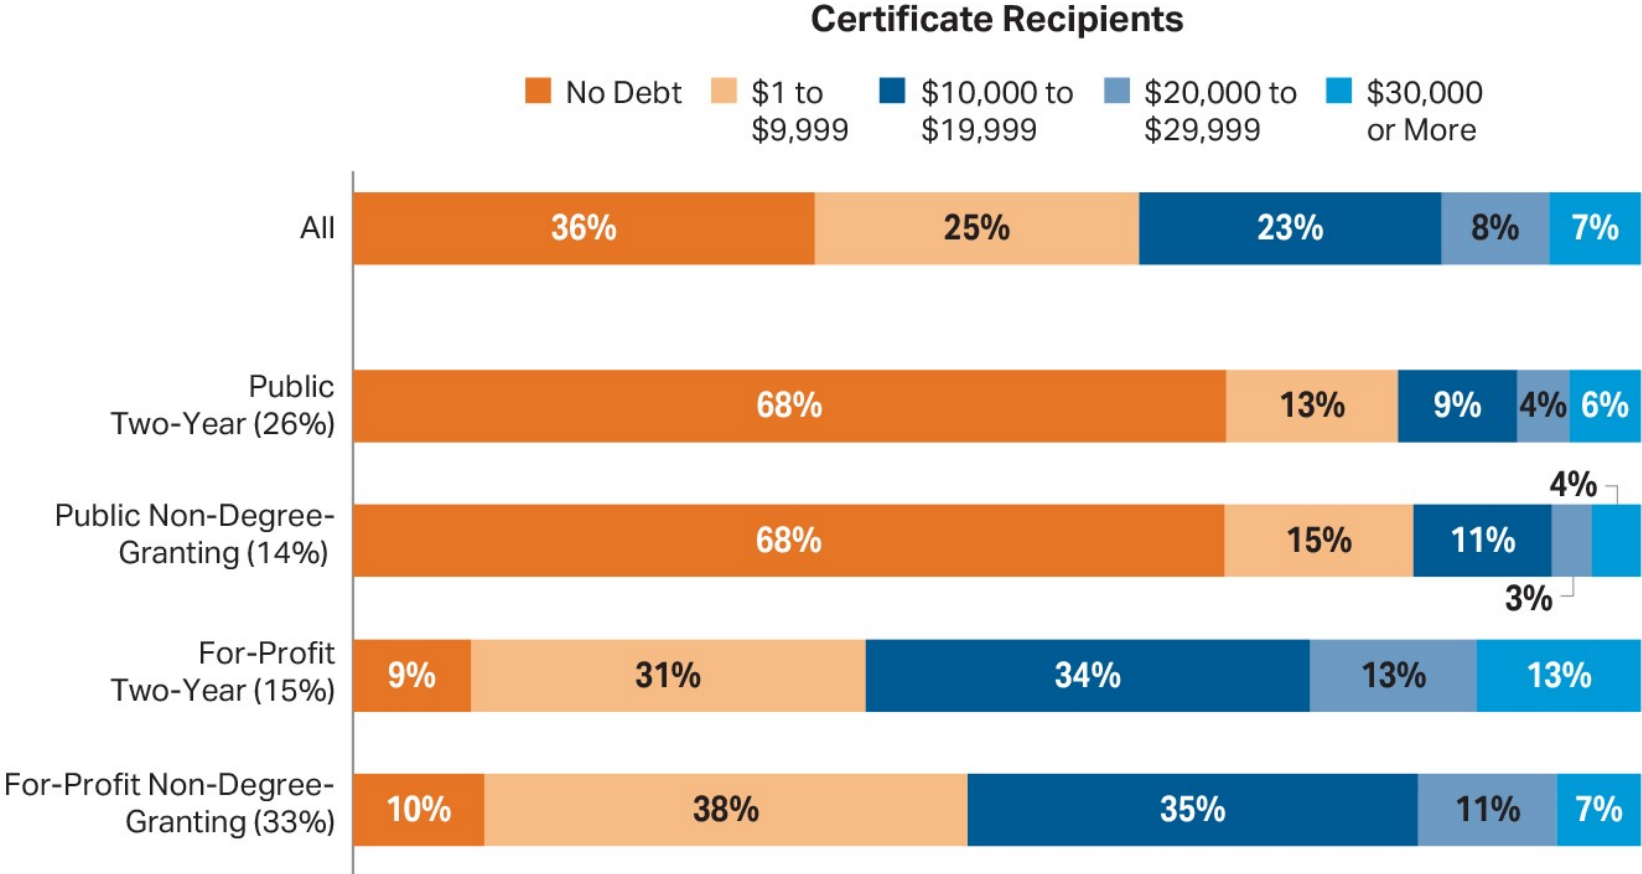 Certificate Recipients
No Debt
$1 to
$9,999
$10,000 to
$19,999
$20,000 to
$29,999
$30,000
or More
All
36% 25% 23% 8% 7%
Public
Two-Year (26%)
68% 13% 9% 4% 6%
Public Non-Degree-
Granting (14%)
68% 15% 11% 3% 4%
For-Profit
Two-Year (15%)
9% 31% 34% 13% 13%
For-Profit Non-Degree-
Granting (33%)
10% 38% 35% 11% 7%